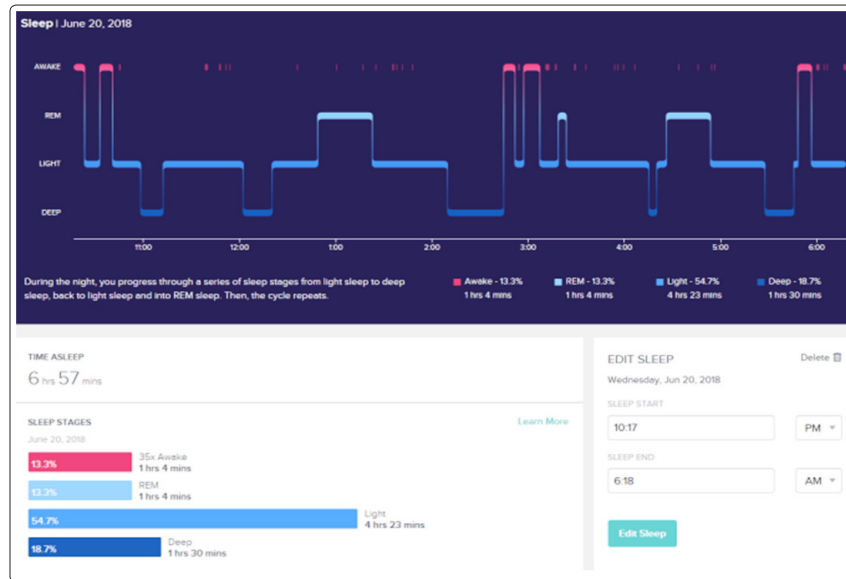 Sleep | June 20, 2018
AWAKE
REM
LIGHT
DEEP
11:00 12:00 1:00 2:00 3:00 4:00 5:00 6:00
During the night, you progress through a series of sleep stages from light sleep to deep
sleep, back to light sleep and into REM sleep. Then, the cycle repeats.
Awake - 13.3%
1 hrs 4 mins
REM - 13.3%
1 hrs 4 mins
Light - 54.7%
4 hrs 23 mins
Deep - 18.7%
1 hrs 30 mins
TIME ASLEEP
6 hrs 57 mins
SLEEP STAGES
Learn More
June 20, 2018
13.3%
35x Awake
1 hrs 4 mins
13.3%
REM
1 hrs 4 mins
54.7%
Light
4 hrs 23 mins
18.7%
Deep
1 hrs 30 mins
EDIT SLEEP
Delete
Wednesday, Jun 20, 2018
SLEEP START
10:17 PM
SLEEP END
6:18 AM
Edit Sleep